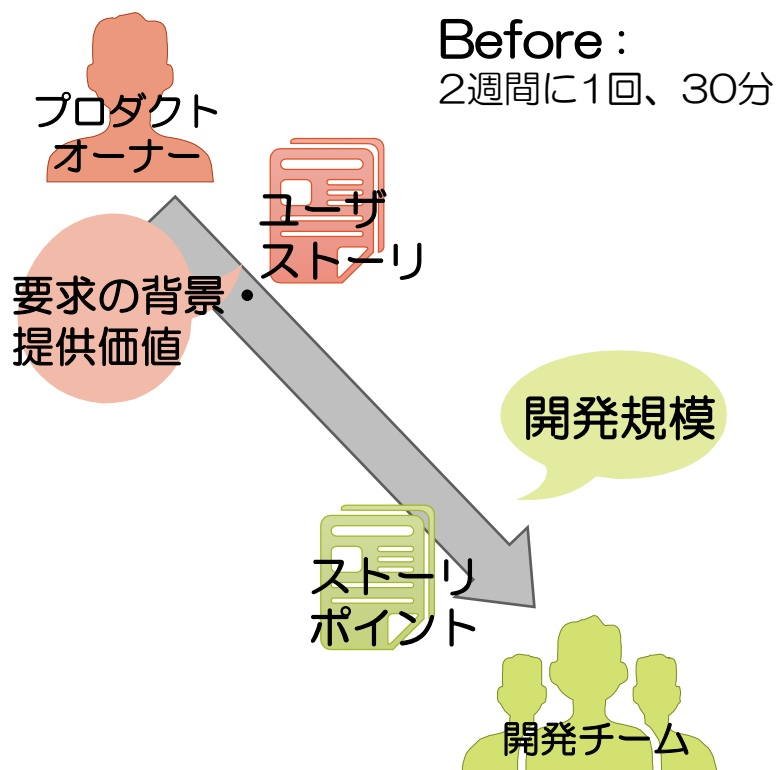 Before：
2週間に1回、30分
プロダクト
オーナー
ユーザ
ストーリ
要求の背景・
提供価値
開発規模
ストーリ
ポイント
開発チーム